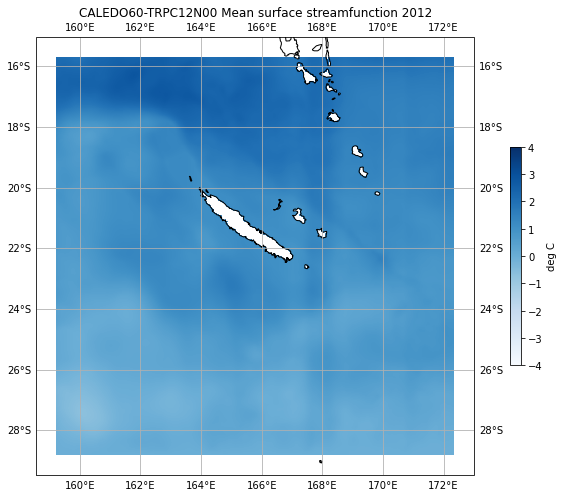 CALEDO60-TRPC12N00 Mean surface streamfunction 2012
160°E 162°E 164°E 166°E 168°E 170°E 172°E
16°S 16°S
18°S 18°S
20°S 20°S
22°S 22°S
24°S 24°S
26°S 26°S
28°S 28°S
160°E 162°E 164°E 166°E 168°E 170°E 172°E
4
3
2
1
0
−1
−2
−3
−4
deg C